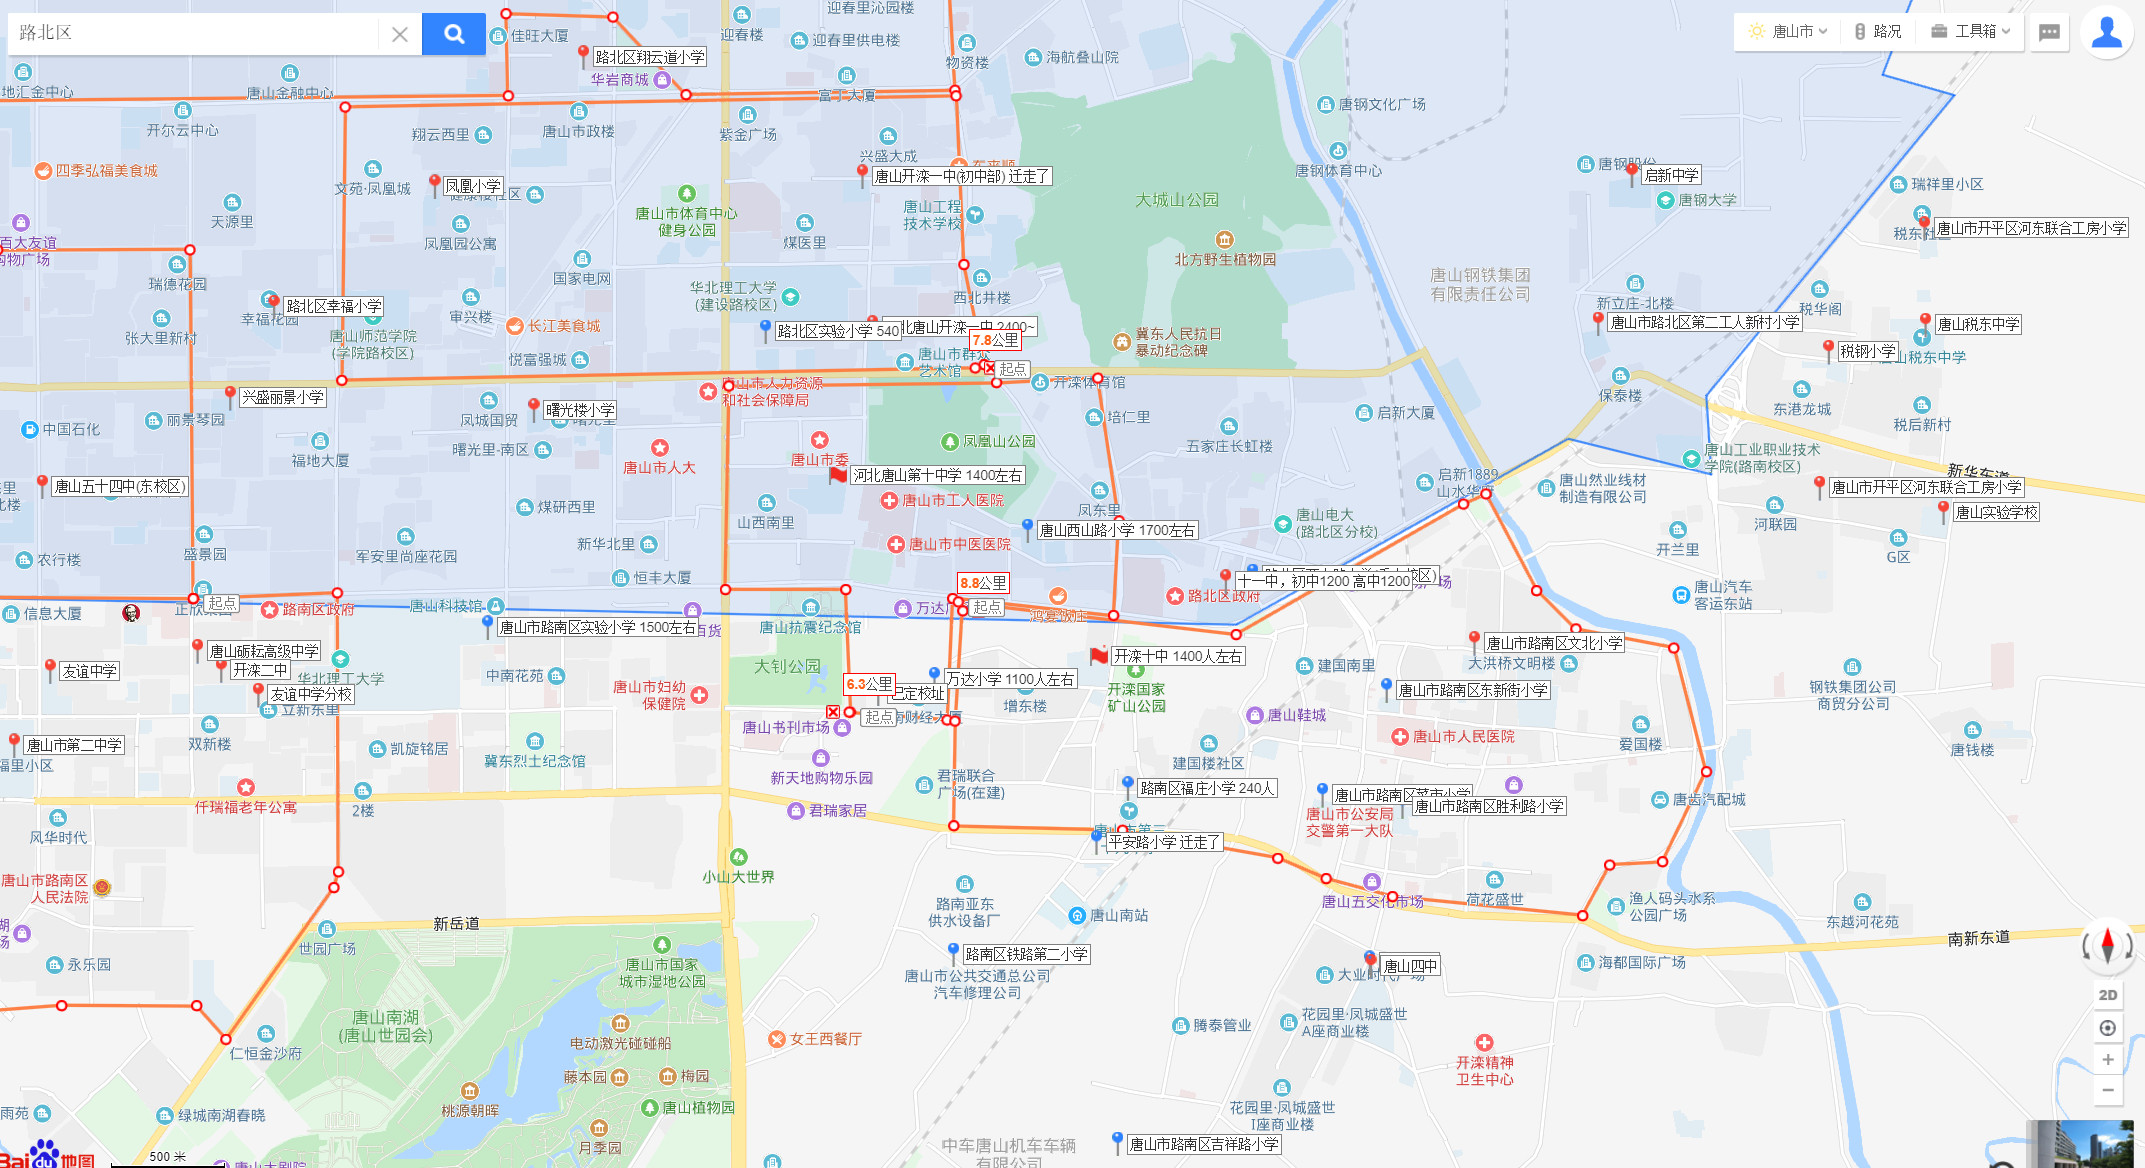 路北区
唐山市
路况
工具箱
迎春里沁园楼
佳旺大厦
迎春楼
迎春里供电楼
路北区翔云道小学
华岩商城
物资楼
海航叠山院
地汇金中心
唐山金融中心
富丁大厦
唐钢文化广场
开尔云中心
翔云西里
唐山市政楼
紫金广场
兴盛大成
唐钢体育中心
四季弘福美食城
文苑·凤凰城
凤凰小学
唐山开滦一中(初中部) 迁走了
启新中学
瑞祥里小区
唐钢大学
大城山公园
天源里
唐山市体育中心
健身公园
唐山工程
技术学校
税东社区
唐山市开平区河东联合工房小学
百大友谊
购物广场
凤凰园公寓
煤医里
北方野生植物园
国家电网
瑞德花园
华北理工大学
(建设路校区)
西北井楼
唐山钢铁集团
有限责任公司
新立庄-北楼
税华阁
路北区幸福小学
幸福花园
审兴楼
张大里新村
唐山师范学院
(学院路校区)
长江美食城
路北区实验小学 540
北唐山开滦一中 2400~
7.8公里
冀东人民抗日
暴动纪念碑
唐山市路北区第二工人新村小学
唐山税东中学
税钢小学
唐山税东中学
悦富强城
唐山市群众
艺术馆
起点
开滦体育馆
唐山市人力资源
和社会保障局
兴盛丽景小学
曙光楼小学
保泰楼
东港龙城
中国石化
丽景琴园
凤城国贸
培仁里
启新大厦
税后新村
福地大厦
曙光里-南区
唐山市人大
唐山市委
凤凰山公园
五家庄长虹楼
唐山工业职业技术
学院(路南校区)
新华东道
唐山五十四中(东校区)
河北唐山第十中学 1400左右
启新1889
山水华府
唐山然业线材
制造有限公司
唐山市开平区河东联合工房小学
唐山实验学校
煤研西里
山西南里
唐山市工人医院
凤东里
河联园
唐山西山路小学 1700左右
唐山电大
(路北区分校)
盛景园
军安里尚座花园
新华北里
唐山市中医医院
开兰里
G区
农行楼
恒丰大厦
8.8公里
十一中，初中1200 高中1200
唐山汽车
客运东站
信息大厦
起点
路南区政府
唐山科技馆
唐山抗震纪念馆
起点
鸿宴饭庄
路北区政府
唐山市路南区实验小学 1500左右
百货
唐山砺耘高级中学
开滦二中
友谊中学
友谊中学分校
华北理工大学
中南花苑
唐山市妇幼
保健院
大钊公园
开滦十中 1400人左右
唐山市路南区文北小学
大洪桥文明楼
建国南里
万达小学 1100人左右
6.3公里
起点
增东楼
开滦国家
矿山公园
唐山市路南区东新街小学
钢铁集团公司
商贸分公司
立新东里
唐山书刊市场
唐山鞋城
唐山市第二中学
双新楼
凯旋铭居
冀东烈士纪念馆
唐山市人民医院
爱国楼
唐钱楼
福里小区
新天地购物乐园
君瑞联合
广场(在建)
建国楼社区
路南区福庄小学 240人
唐山市路南区胜利路小学
唐齿汽配城
仟瑞福老年公寓
2楼
君瑞家居
唐山市公安局
交警第一大队
风华时代
平安路小学 迁走了
小山大世界
唐山市路南区
人民法院
路南亚东
供水设备厂
唐山南站
唐山五交化市场
荷花盛世
渔人码头水系
公园广场
东越河花苑
新岳道
世园广场
南新东道
永乐园
唐山市国家
城市湿地公园
路南区铁路第二小学
唐山市公共交通总公司
汽车修理公司
唐山四中
大业时代广场
海都国际广场
唐山南湖
(唐山世园会)
电动激光碰碰船
女王西餐厅
腾泰管业
花园里·凤城盛世
A座商业楼
仁恒金沙府
藤本园
梅园
开滦精神
卫生中心
桃源朝晖
唐山植物园
雨苑
绿城南湖春晓
月季园
花园里·凤城盛世
I座商业楼
唐山市路南区吉祥路小学
中车唐山机车车辆
有限公司
500 米
Bai du 地图
唐山大剧院
2D